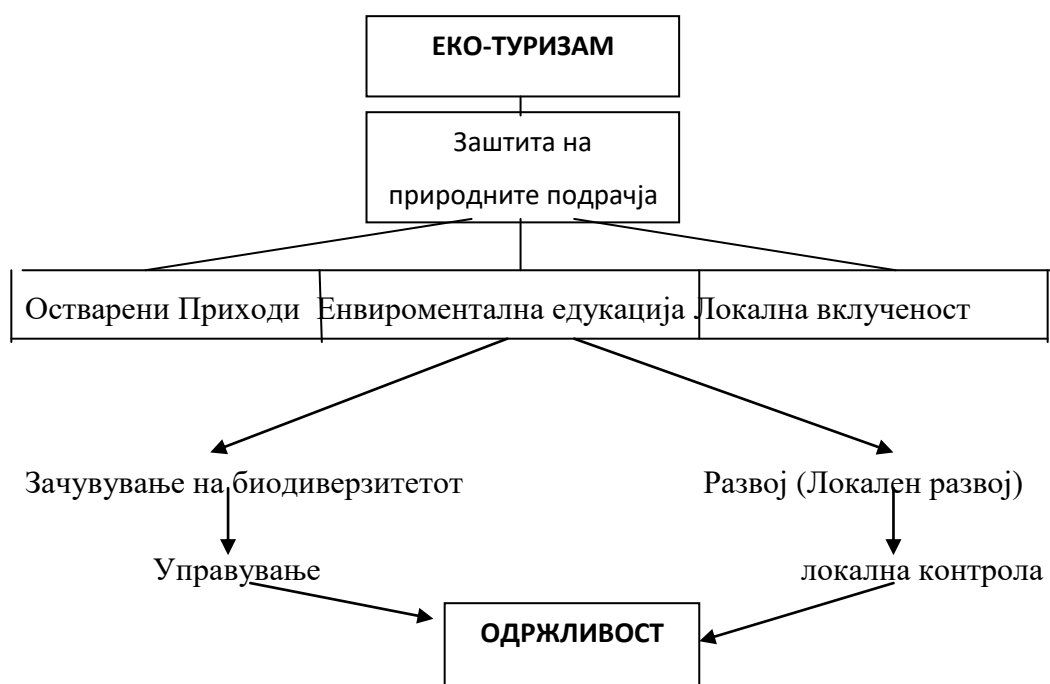 ЕКО-ТУРИЗАМ
Заштита на
природните подрачја
Остварени Приходи Енвироментална едукација Локална вклученост
Зачувување на биодиверзитетот Развој (Локален развој)
Управување локална контрола
ОДРЖЛИВОСТ